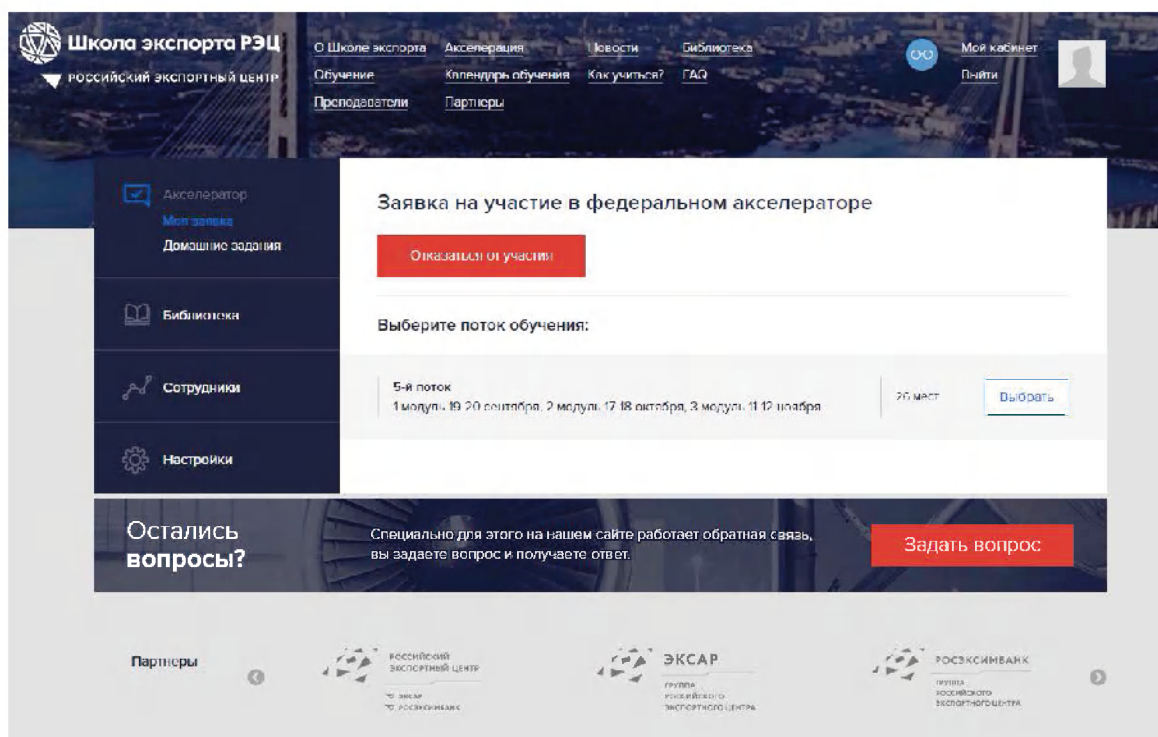 Школа экспорта РЭЦ
РОССИЙСКИЙ ЭКСПОРТНЫЙ ЦЕНТР
О Школе экспорта Акселерация Новости Библиотека
Обучение Календарь обучения Как учиться? FAQ
Преподаватели Партнеры
Мой кабинет
Выйти
Акселератор
Моя заявка
Домашние задания
Библиотека
Сотрудники
Настройки
Заявка на участие в федеральном акселераторе
Отказаться от участия
Выберите поток обучения:
5-й поток
1 модуль 19-20 сентября, 2 модуль 17-18 октября, 3 модуль 11-12 ноября
26 мест
Выбрать
Остались
вопросы?
Специально для этого на нашем сайте работает обратная связь,
вы задаете вопрос и получаете ответ.
Задать вопрос
Партнеры
РОССИЙСКИЙ
ЭКСПОРТНЫЙ ЦЕНТР
ЭКСАР
РОСЭКСИМБАНК
ЭКСАР
ГРУППА
РОССИЙСКОГО
ЭКСПОРТНОГО ЦЕНТРА
РОСЭКСИМБАНК
ГРУППА
РОССИЙСКОГО
ЭКСПОРТНОГО ЦЕНТРА